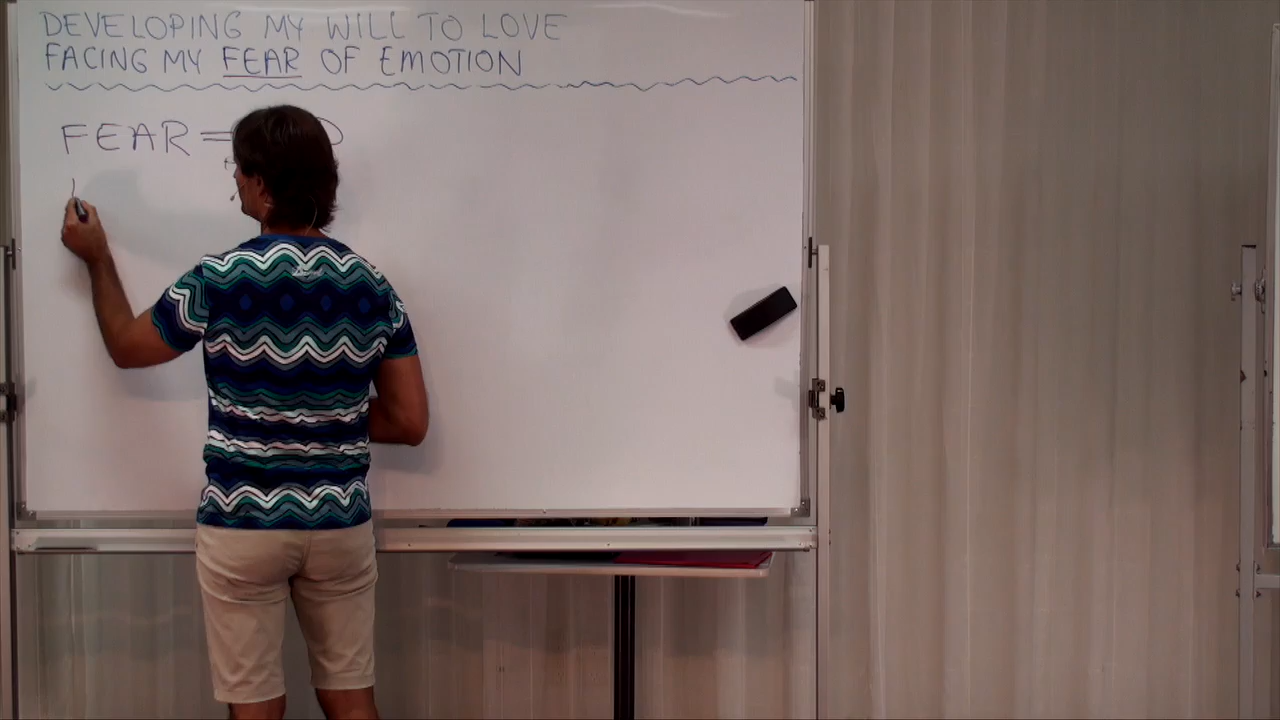 DEVELOPING MY WILL TO LOVE
FACING MY FEAR OF EMOTION
FEAR =